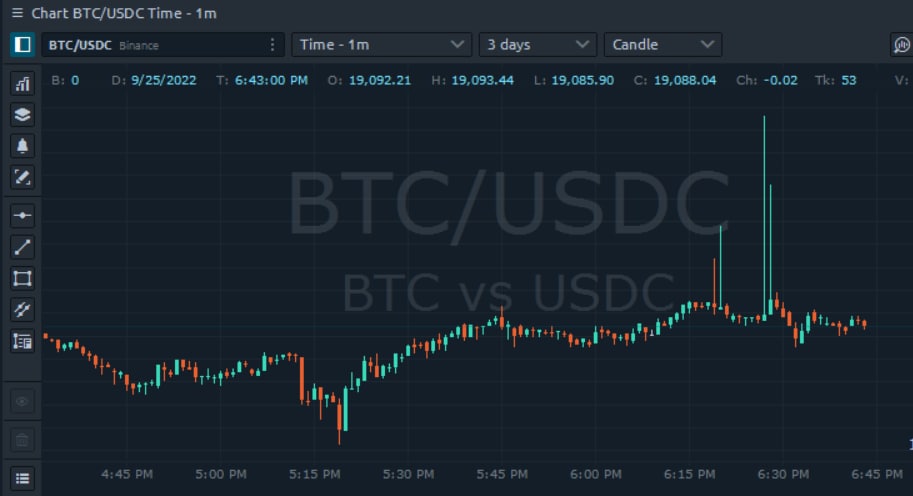 Chart BTC/USDC Time - 1m
BTC/USDC Binance Time - 1m 3 days Candle
B: 0 D: 9/25/2022 T: 6:43:00 PM O: 19,092.21 H: 19,093.44 L: 19,085.90 C: 19,088.04 Ch: -0.02 Tk: 53 V:
BTC/USDC
BTC vs USDC
4:45 PM 5:00 PM 5:15 PM 5:30 PM 5:45 PM 6:00 PM 6:15 PM 6:30 PM 6:45 PM